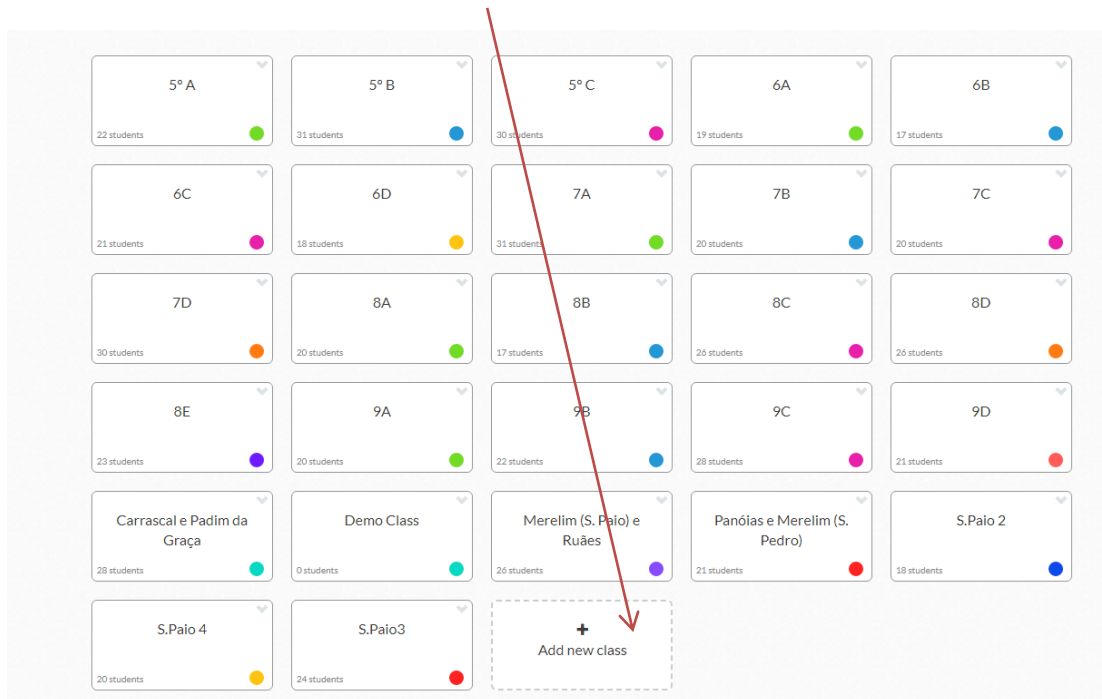 5º A
22 students
5º B
31 students
5º C
30 students
6A
19 students
6B
17 students
6C
21 students
6D
18 students
7A
31 students
7B
20 students
7C
20 students
7D
30 students
8A
20 students
8B
17 students
8C
26 students
8D
26 students
8E
23 students
9A
20 students
9B
22 students
9C
28 students
9D
21 students
Carrascal e Padim da
Graça
28 students
Demo Class
0 students
Merelim (S. Paio) e
Ruães
26 students
Panóias e Merelim (S.
Pedro)
21 students
S.Paio 2
18 students
S.Paio 4
20 students
S.Paio3
24 students
+
Add new class